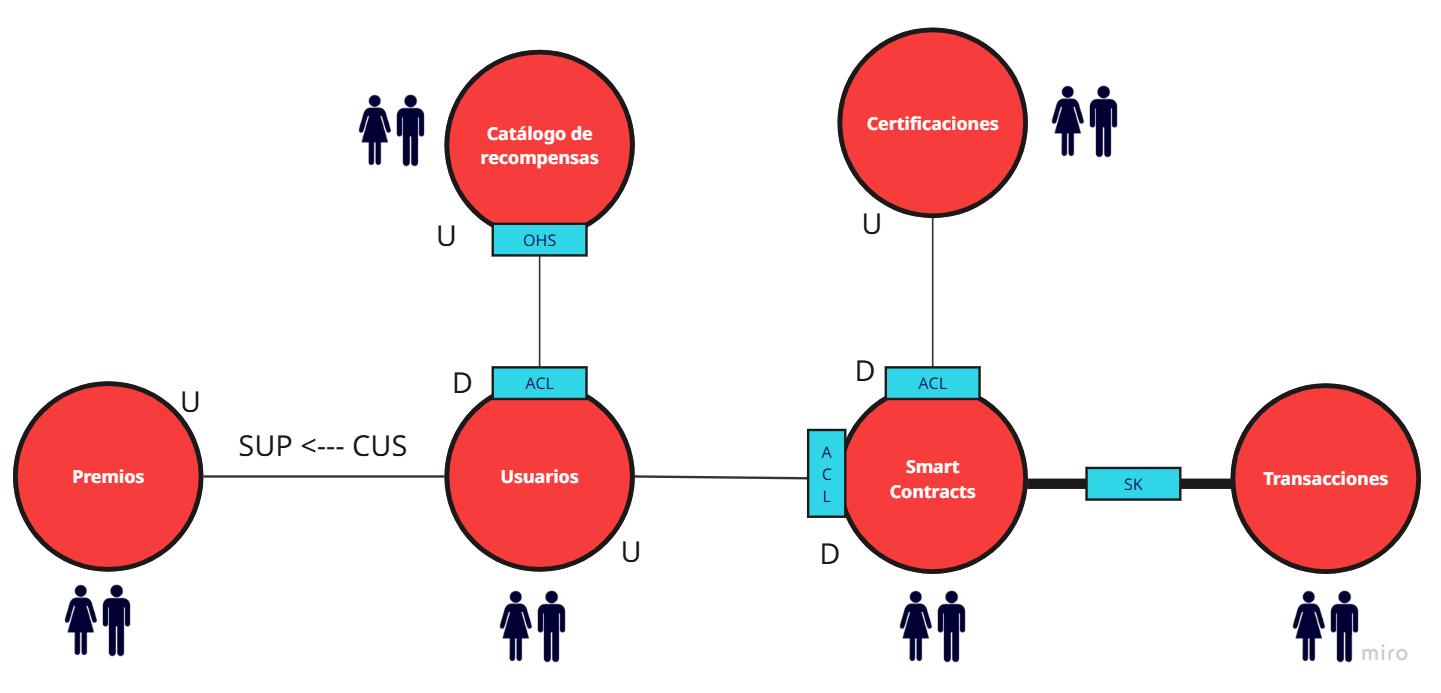 Catálogo de
recompensas
U
OHS
Certificaciones
U
D
ACL
D
ACL
Premios
U
SUP <--- CUS
Usuarios
U
A
C
L
D
Smart
Contracts
SK
Transacciones
miro